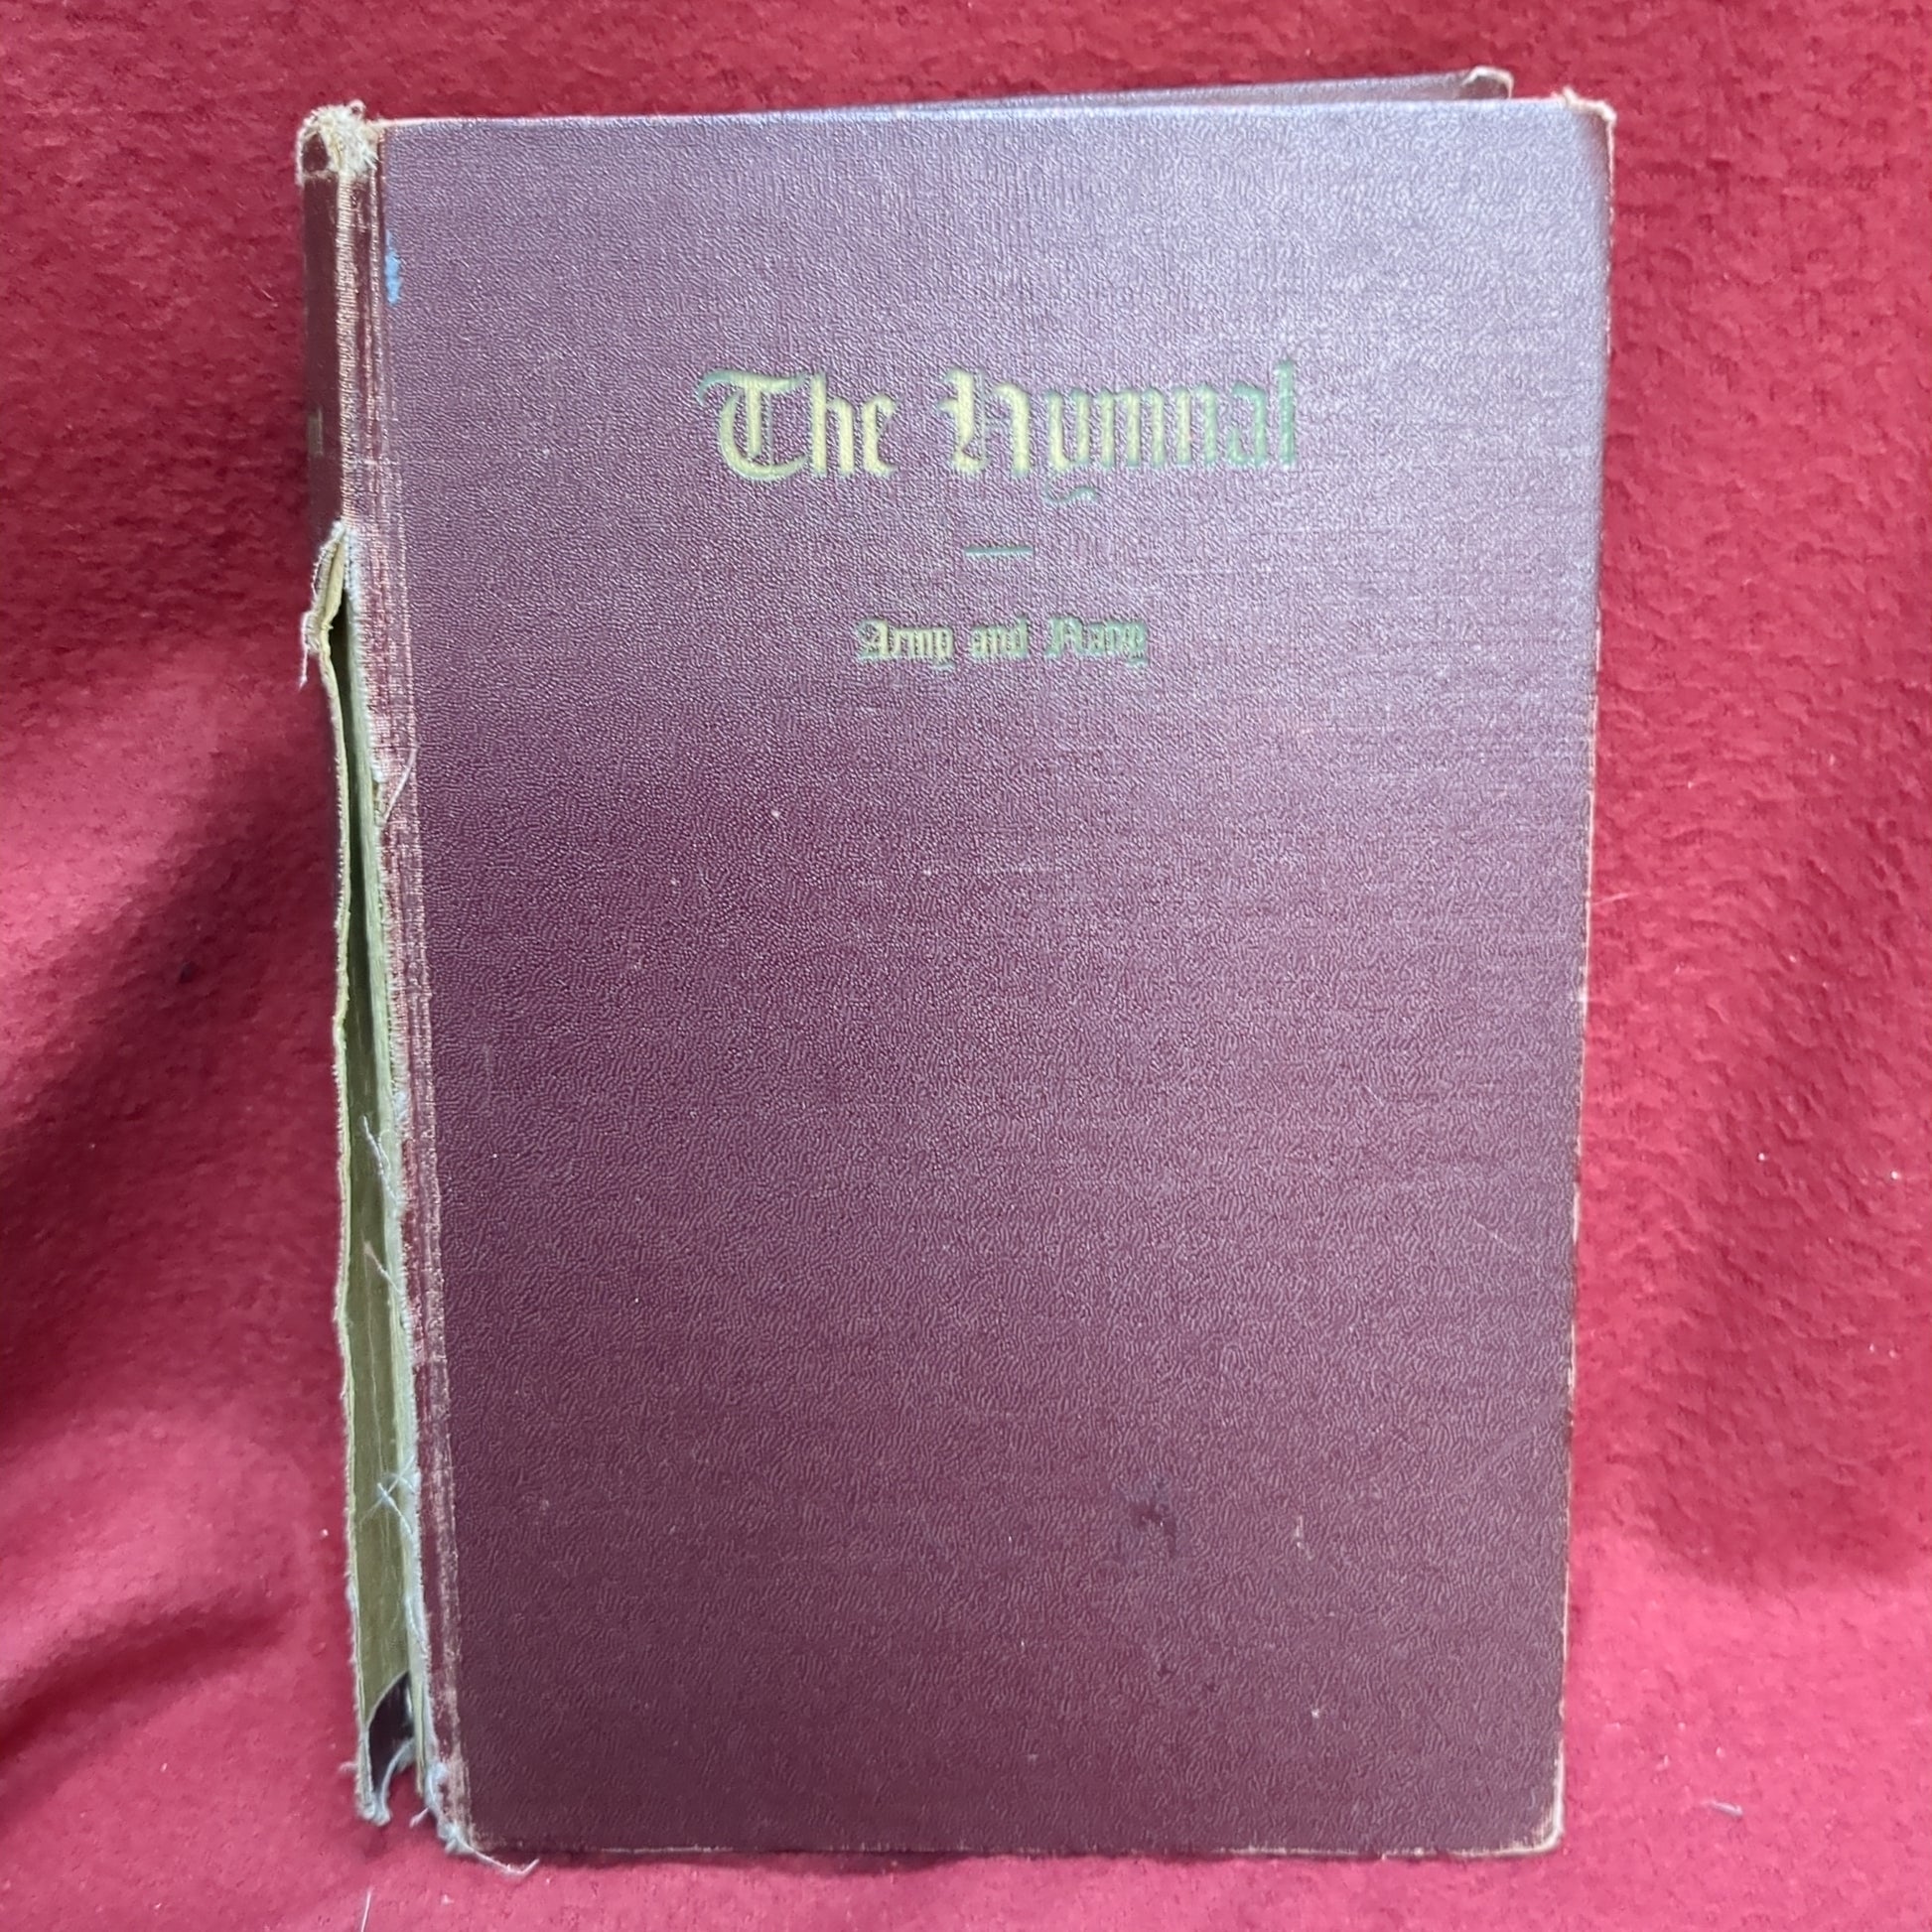 The Hymnal
Army and Navy